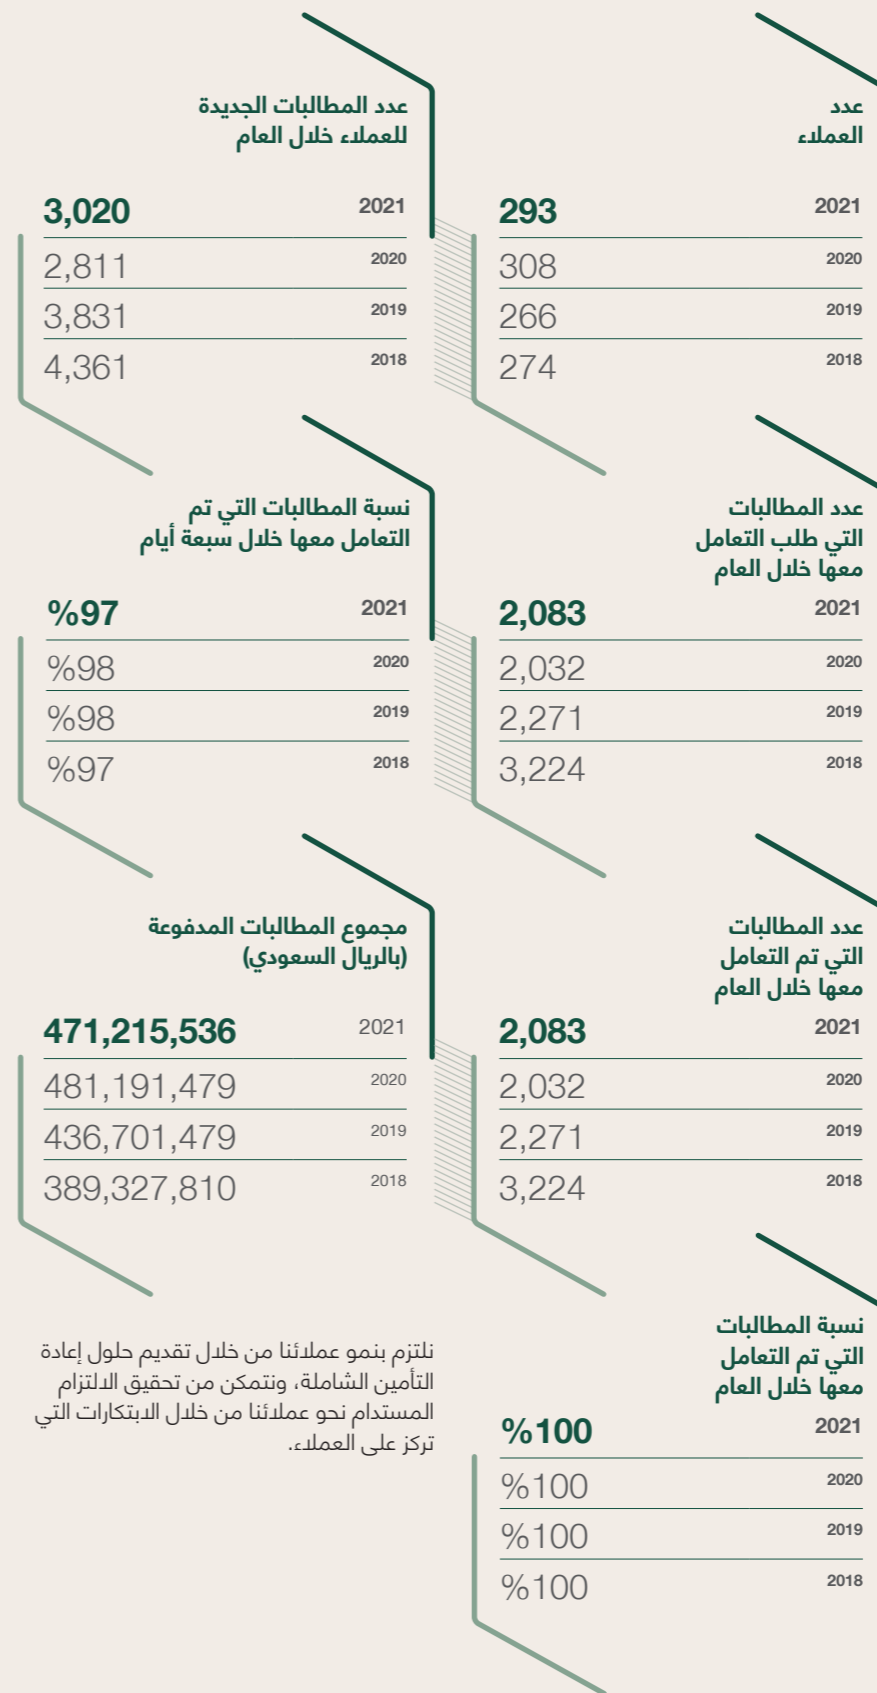 عدد
العملاء
2021 293
2020 308
2019 266
2018 274
عدد المطالبات الجديدة
للعملاء خلال العام
2021 3,020
2020 2,811
2019 3,831
2018 4,361
عدد المطالبات
التي طلب التعامل
معها خلال العام
2021 2,083
2020 2,032
2019 2,271
2018 3,224
نسبة المطالبات التي تم
التعامل معها خلال سبعة أيام
2021 %97
2020 %98
2019 %98
2018 %97
عدد المطالبات
التي تم التعامل
معها خلال العام
2021 2,083
2020 2,032
2019 2,271
2018 3,224
مجموع المطالبات المدفوعة
(بالريال السعودي)
2021 471,215,536
2020 481,191,479
2019 436,701,479
2018 389,327,810
نسبة المطالبات
التي تم التعامل
معها خلال العام
2021 %100
2020 %100
2019 %100
2018 %100
نلتزم بنمو عملائنا من خلال تقديم حلول إعادة
التأمين الشاملة، ونتمكن من تحقيق الالتزام
المستدام نحو عملائنا من خلال الابتكارات التي
تركز على العملاء.